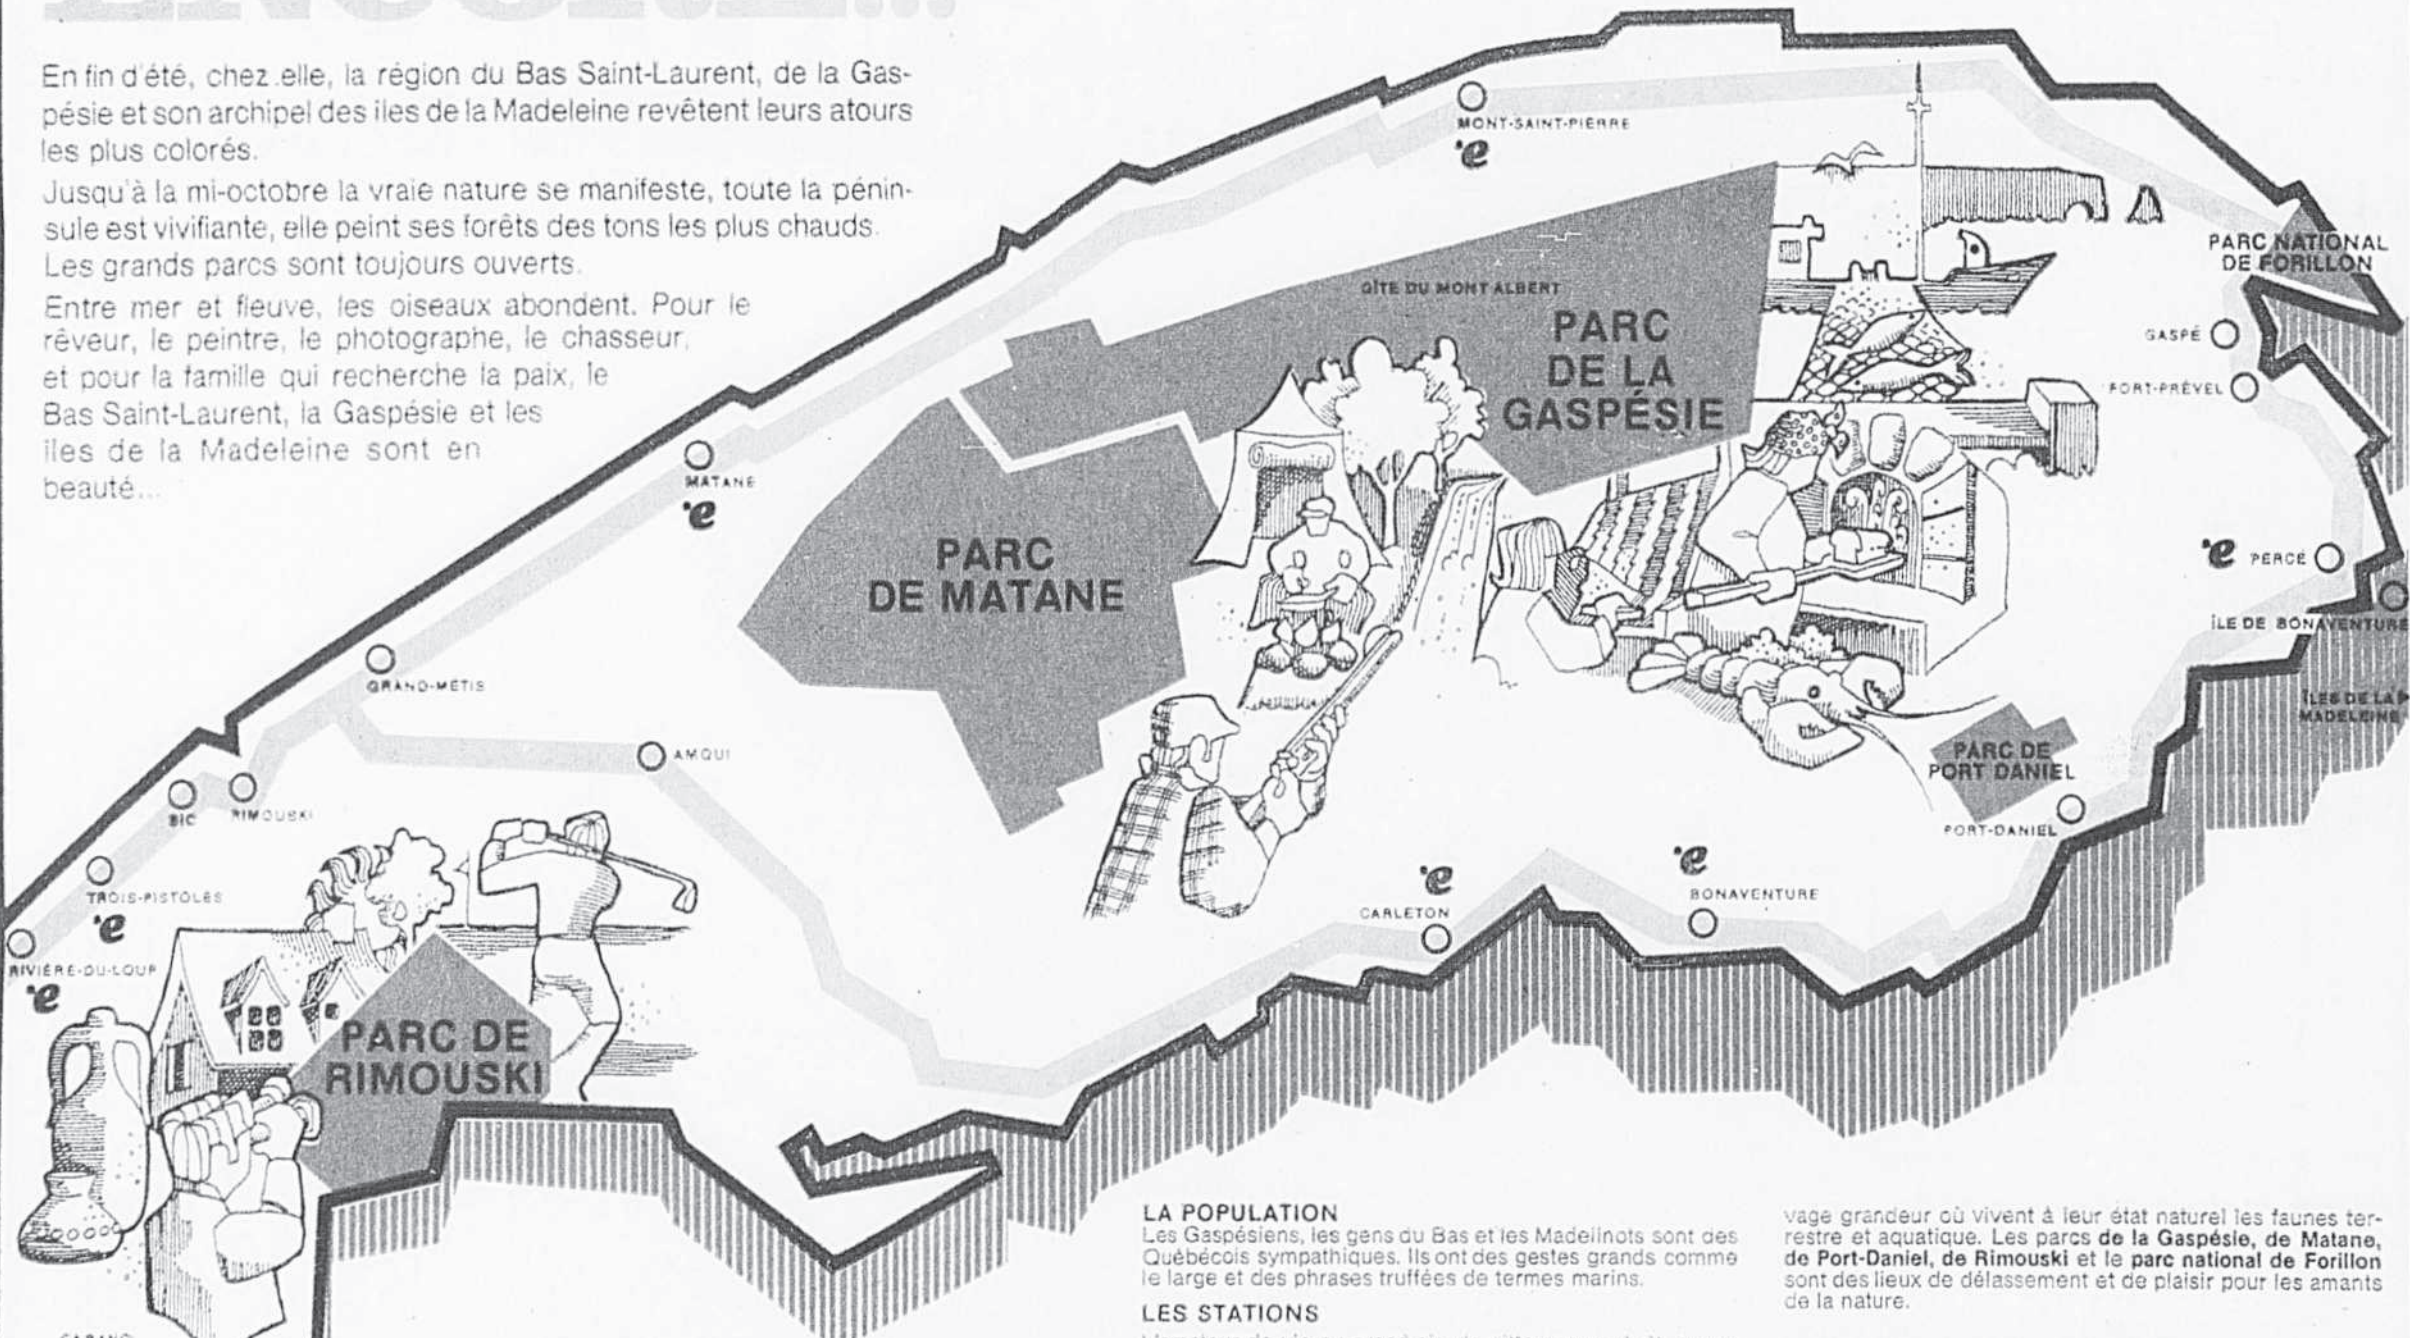 En fin d'été, chez elle, la région du Bas Saint-Laurent, de la Gas-
pésie et son archipel des iles de la Madeleine revêtent leurs atours
les plus colorés.
Jusqu'à la mi-octobre la vraie nature se manifeste, toute la pénin-
sule est vivifiante, elle peint ses forêts des tons les plus chauds.
Les grands parcs sont toujours ouverts.
Entre mer et fleuve, les oiseaux abondent. Pour le
rêveur, le peintre, le photographe, le chasseur,
et pour la famille qui recherche la paix, le
Bas Saint-Laurent, la Gaspésie et les
iles de la Madeleine sont en
beauté...
MONT-SAINT-PIERRE
PARC NATIONAL
DE FORILLON
GÎTE DU MONT ALBERT
PARC
DE LA
GASPÉSIE
GASPÉ
FORT-PRÉVEL
MATANE
PARC
DE MATANE
PERCÉ
ÎLE DE BONAVENTURE
GRAND-MÉTIS
ÎLES DE LA
MADELEINE
AMQUI
PARC DE
PORT DANIEL
BIC
RIMOUSKI
PORT-DANIEL
TROIS-PISTOLES
BONAVENTURE
CARLETON
RIVIÈRE-DU-LOUP
PARC DE
RIMOUSKI
LA POPULATION
Les Gaspésiens, les gens du Bas et les Madelinots sont des
Québécois sympathiques. Ils ont des gestes grands comme
le large et des phrases truffées de termes marins.
LES STATIONS
vage grandeur où vivent à leur état naturel les faunes ter-
restre et aquatique. Les parcs de la Gaspésie, de Matane,
de Port-Daniel, de Rimouski et le parc national de Forillon
sont des lieux de délassement et de plaisir pour les amants
de la nature.